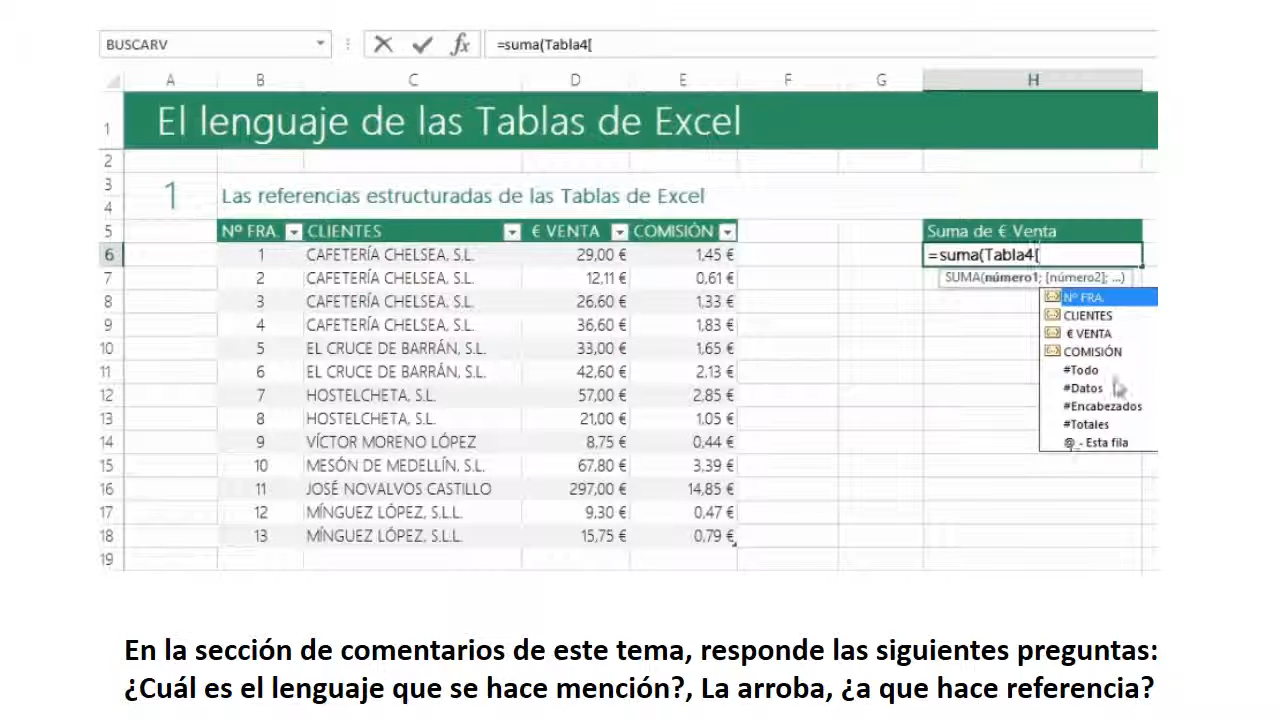 BUSCARV
=suma(Tabla4[
A B C D E F G H
1 El lenguaje de las Tablas de Excel
2
3 1 Las referencias estructuradas de las Tablas de Excel
4
5 Nº FRA. CLIENTES € VENTA COMISIÓN Suma de € Venta
6 1 CAFETERÍA CHELSEA, S.L. 29,00 € 1,45 € =suma(Tabla4[
SUMA(número1; [número2]; ...)
7 2 CAFETERÍA CHELSEA, S.L. 12,11 € 0,61 €
Nº FRA.
8 3 CAFETERÍA CHELSEA, S.L. 26,60 € 1,33 € CLIENTES
9 4 CAFETERÍA CHELSEA, S.L. 36,60 € 1,83 € € VENTA
10 5 EL CRUCE DE BARRÁN, S.L. 33,00 € 1,65 € COMISIÓN
11 6 EL CRUCE DE BARRÁN, S.L. 42,60 € 2,13 € #Todo
12 7 HOSTELCHETA, S.L. 57,00 € 2,85 € #Datos
#Encabezados
13 8 HOSTELCHETA, S.L. 21,00 € 1,05 € #Totales
14 9 VÍCTOR MORENO LÓPEZ 8,75 € 0,44 € @ - Esta fila
15 10 MESÓN DE MEDELLÍN, S.L. 67,80 € 3,39 €
16 11 JOSÉ NOVALVOS CASTILLO 297,00 € 14,85 €
17 12 MÍNGUEZ LÓPEZ, S.L.L. 9,30 € 0,47 €
18 13 MÍNGUEZ LÓPEZ, S.L.L. 15,75 € 0,79 €
19
En la sección de comentarios de este tema, responde las siguientes preguntas:
¿Cuál es el lenguaje que se hace mención?, La arroba, ¿a que hace referencia?